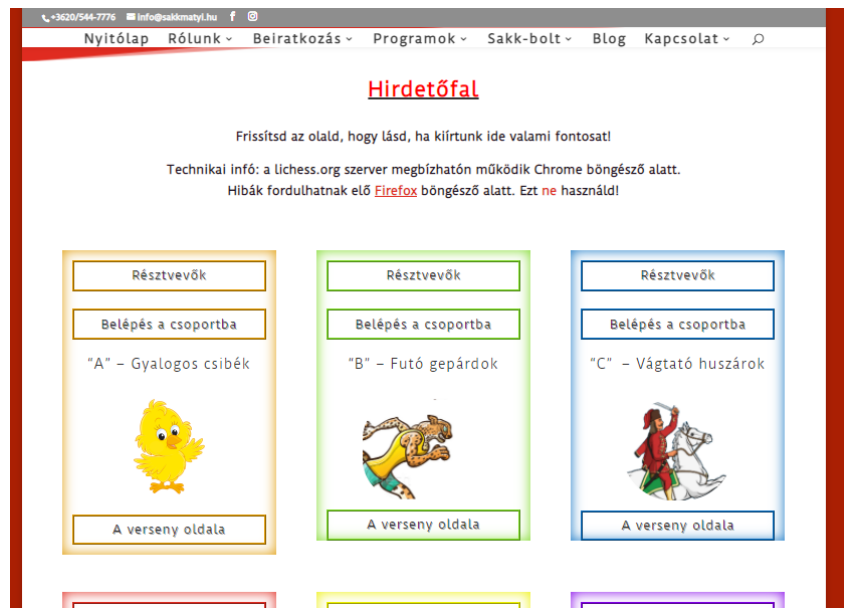 +3620/544-7776 info@sakkmatyi.hu
Nyitólap Rólunk Beiratkozás Programok Sakk-bolt Blog Kapcsolat
Hirdetőfal
Frissítsd az olald, hogy lásd, ha kiírtunk ide valami fontosat!
Technikai infó: a lichess.org szerver megbízhatón működik Chrome böngésző alatt.
Hibák fordulhatnak elő Firefox böngésző alatt. Ezt ne használd!
Résztvevők
Belépés a csoportba
"A" – Gyalogos csibék
A verseny oldala
Résztvevők
Belépés a csoportba
"B" – Futó gepárdok
A verseny oldala
Résztvevők
Belépés a csoportba
"C" – Vágtató huszárok
A verseny oldala